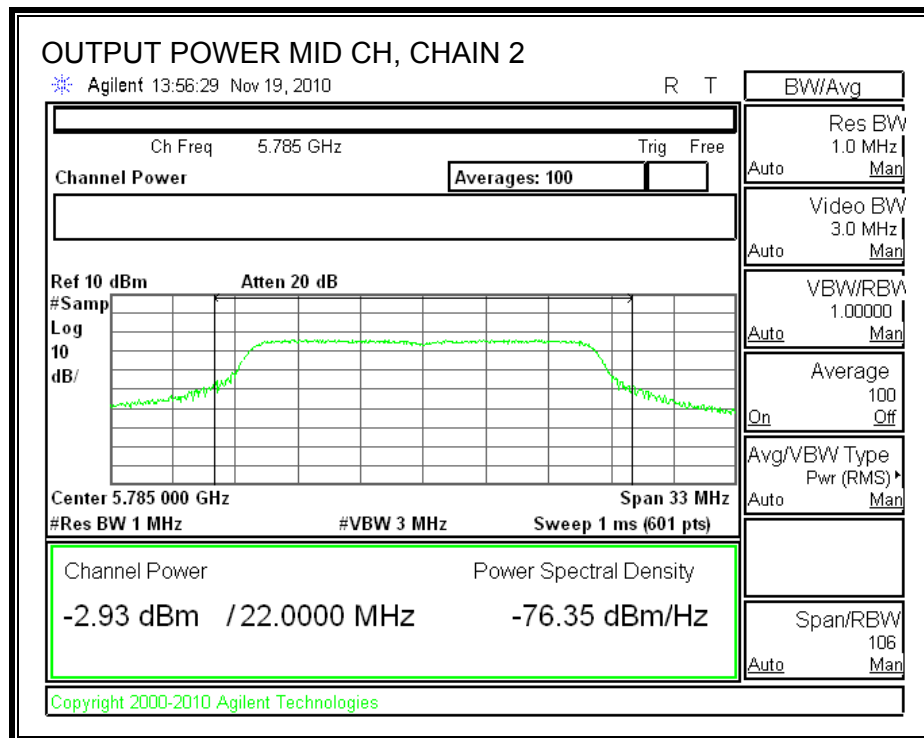 OUTPUT POWER MID CH, CHAIN 2
Agilent 13:56:29 Nov 19, 2010 R T
Ch Freq 5.785 GHz Trig Free
Channel Power Averages: 100
Ref 10 dBm Atten 20 dB
#Samp
Log
10
dB/
Center 5.785 000 GHz Span 33 MHz
#Res BW 1 MHz #VBW 3 MHz Sweep 1 ms (601 pts)
Channel Power Power Spectral Density
-2.93 dBm / 22.0000 MHz -76.35 dBm/Hz
Copyright 2000-2010 Agilent Technologies
BW/Avg
Res BW
1.0 MHz
Auto Man
Video BW
3.0 MHz
Auto Man
VBW/RBW
1.00000
Auto Man
Average
100
On Off
Avg/VBW Type
Pwr (RMS)
Auto Man
Span/RBW
106
Auto Man